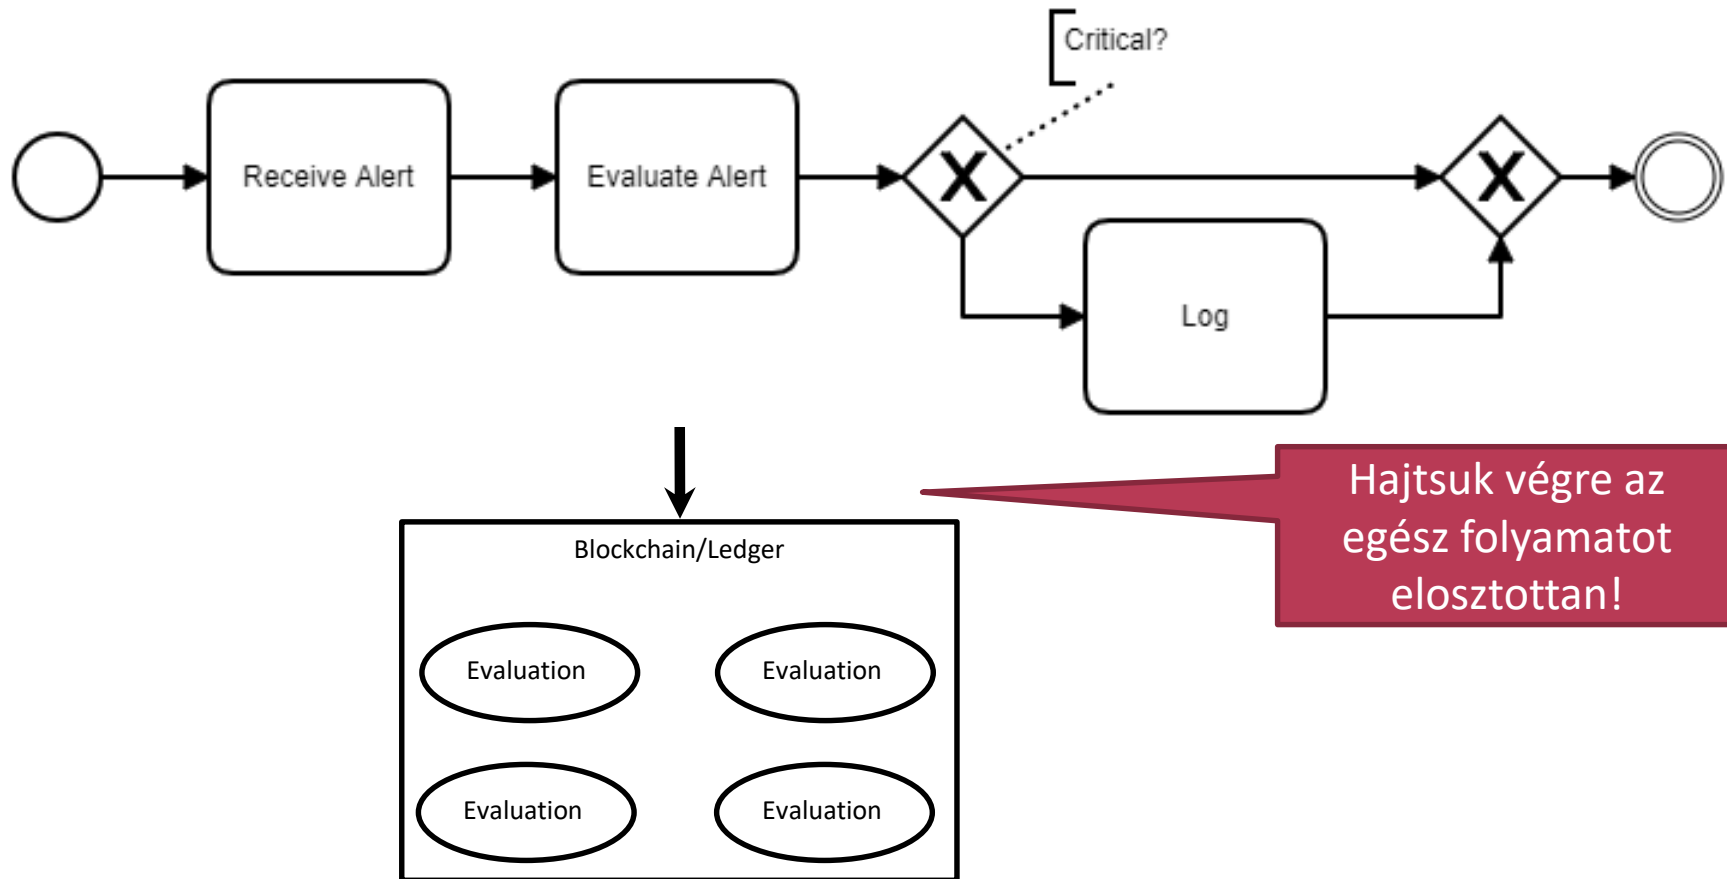 Critical?
Receive Alert
Evaluate Alert
X
X
Log
Hajtsuk végre az
egész folyamatot
elosztottan!
Blockchain/Ledger
Evaluation
Evaluation
Evaluation
Evaluation